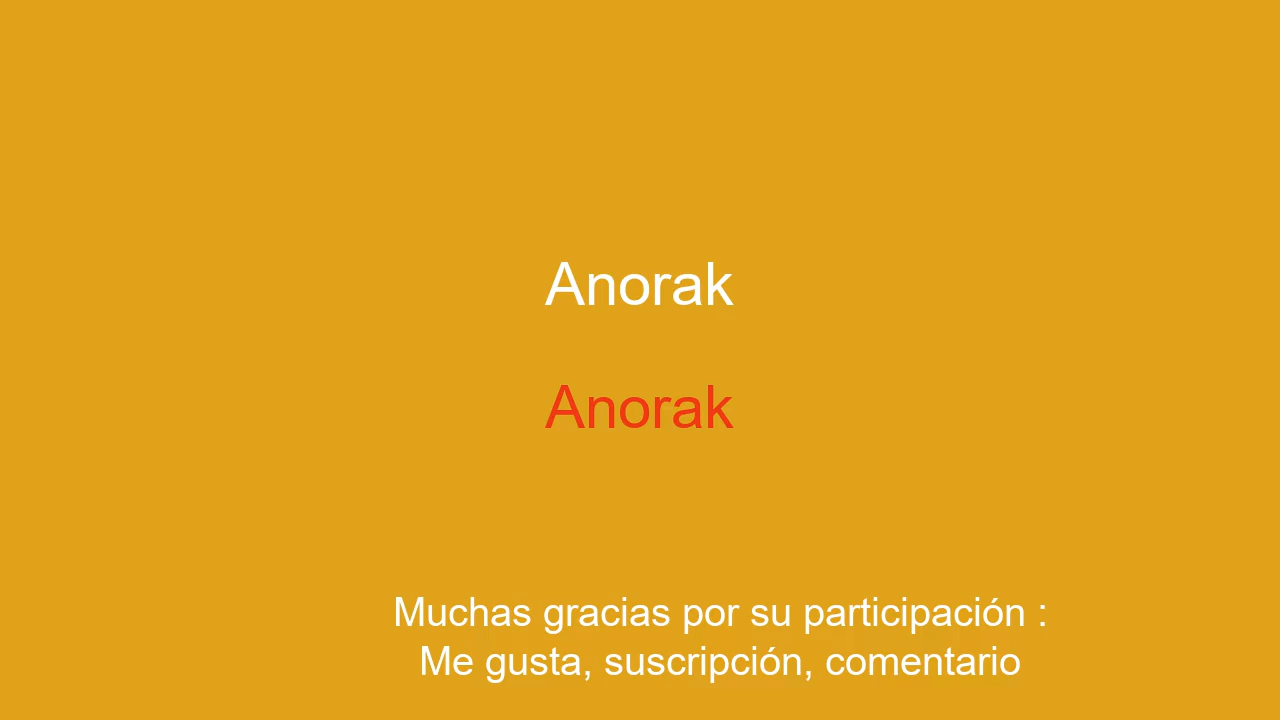 Anorak
Anorak
Muchas gracias por su participación :
Me gusta, suscripción, comentario